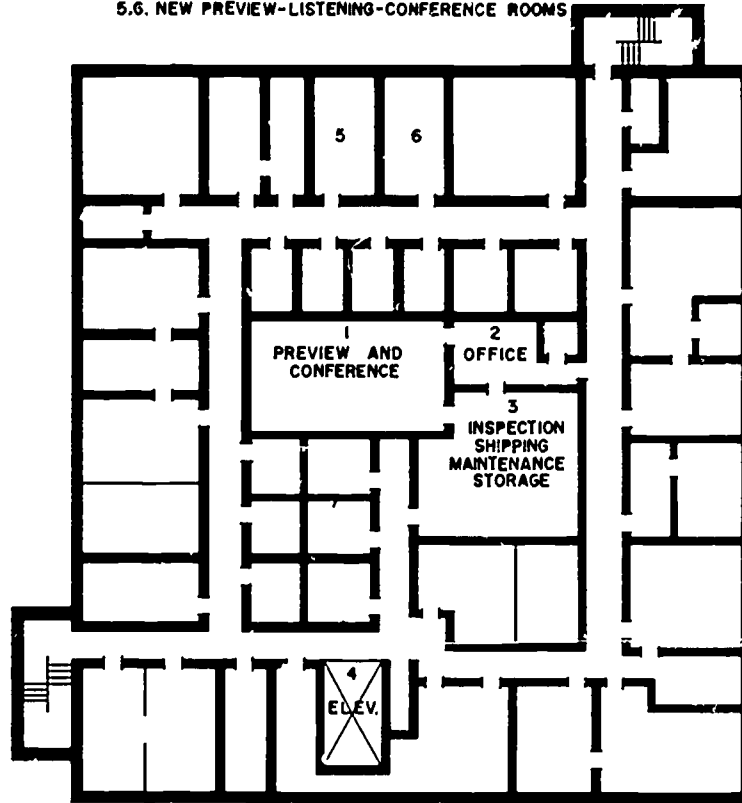 5,6. NEW PREVIEW-LISTENING-CONFERENCE ROOMS
5
6
1
PREVIEW AND
CONFERENCE
2
OFFICE
3
INSPECTION
SHIPPING
MAINTENANCE
STORAGE
4
ELEV.